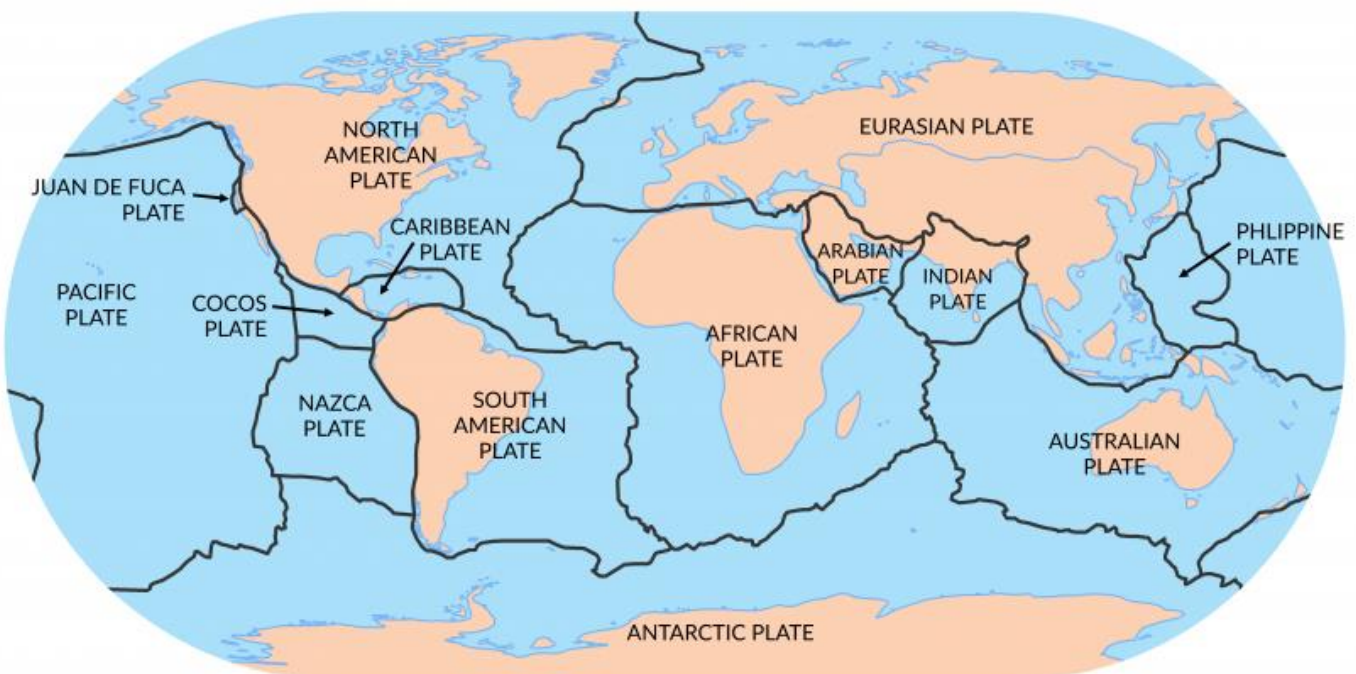 NORTH
AMERICAN
PLATE
EURASIAN PLATE
JUAN DE FUCA
PLATE
CARIBBEAN
PLATE
PHLIPPINE
PLATE
ARABIAN
PLATE
INDIAN
PLATE
PACIFIC
PLATE
COCOS
PLATE
AFRICAN
PLATE
NAZCA
PLATE
SOUTH
AMERICAN
PLATE
AUSTRALIAN
PLATE
ANTARCTIC PLATE